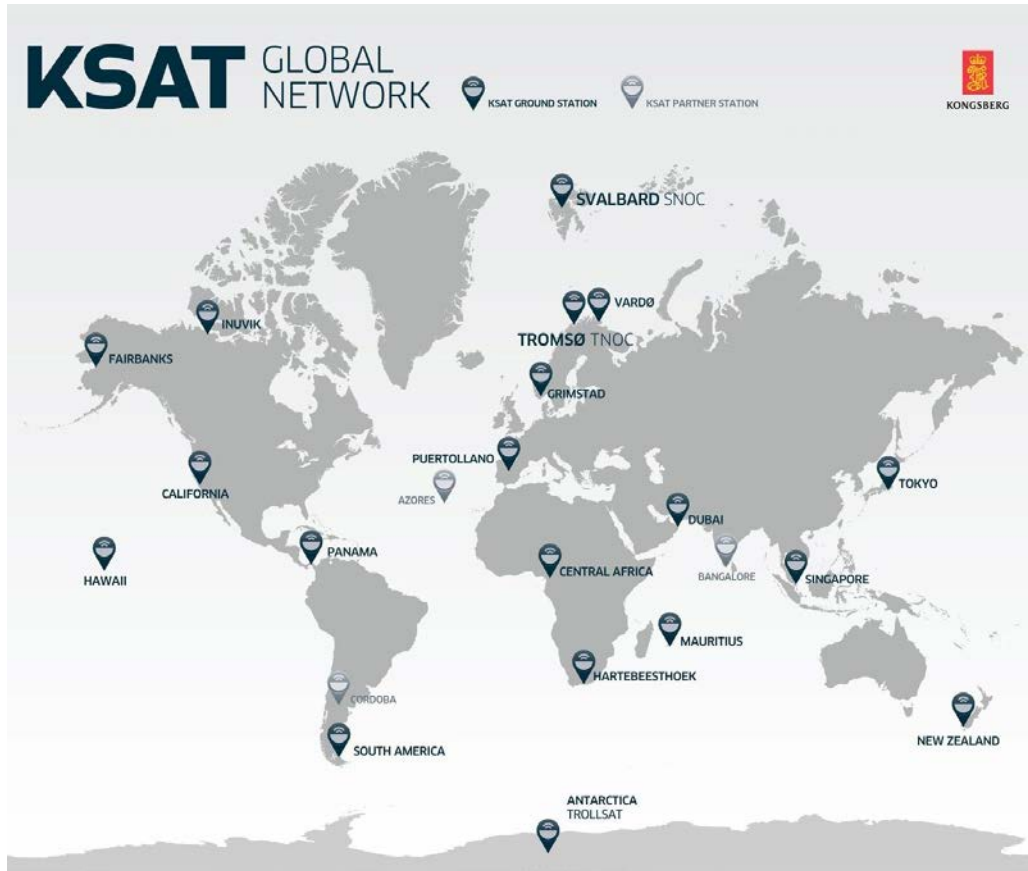 KSAT GLOBAL
NETWORK
KSAT GROUND STATION
KSAT PARTNER STATION
KONGSBERG
SVALBARD SNOC
VARDØ
TROMSØ TNOC
INUVIK
FAIRBANKS
GRIMSTAD
PUERTOLLANO
AZORES
CALIFORNIA
TOKYO
DUBAI
HAWAII
PANAMA
CENTRAL AFRICA
BANGALORE
SINGAPORE
MAURITIUS
HARTEBEESTHOEK
CORDOBA
SOUTH AMERICA
NEW ZEALAND
ANTARCTICA
TROLLSAT